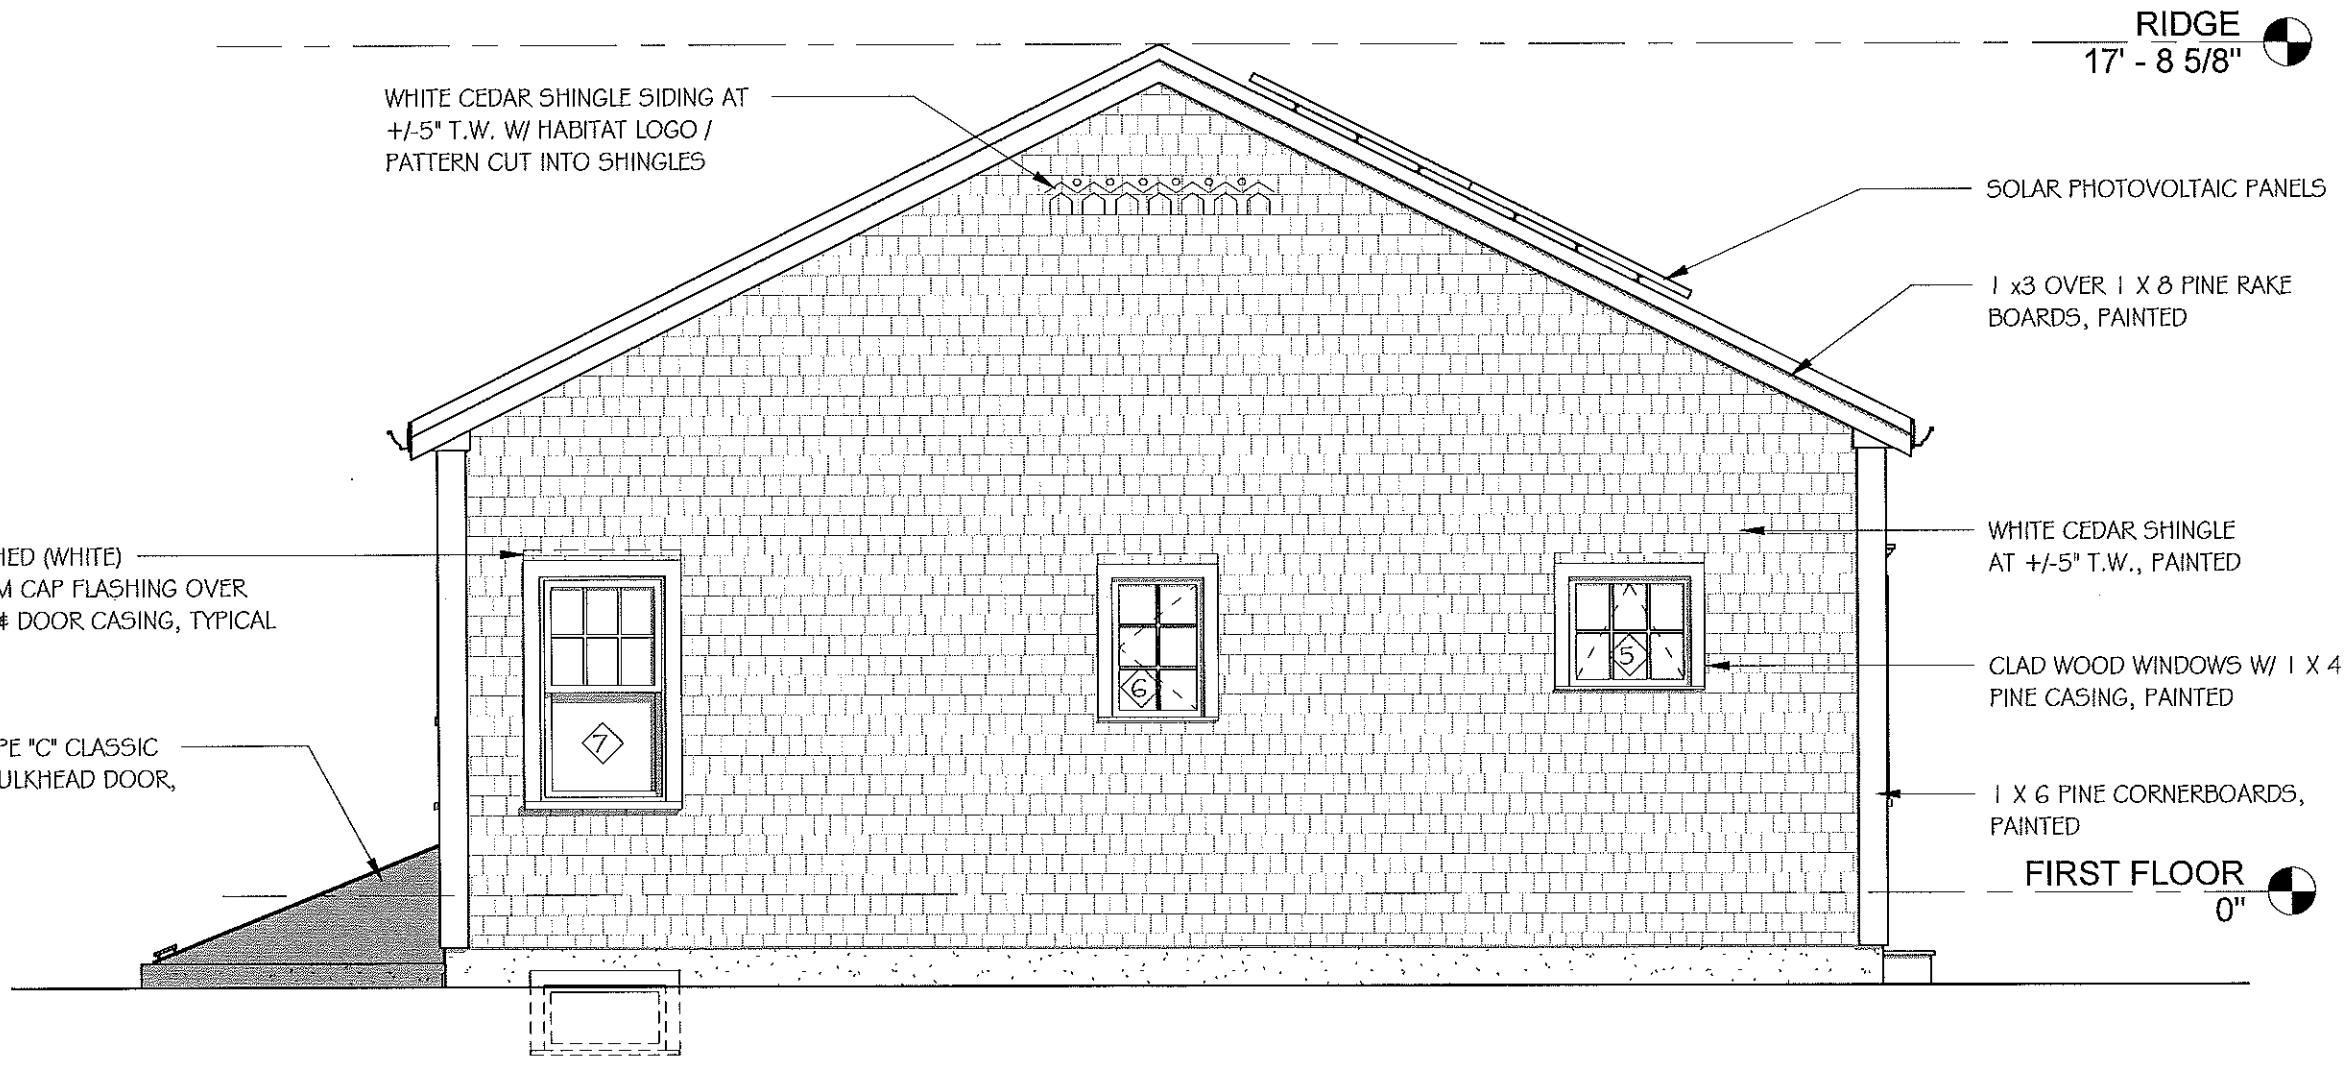 RIDGE
17' - 8 5/8"
WHITE CEDAR SHINGLE SIDING AT
+/-5" T.W. W/ HABITAT LOGO /
PATTERN CUT INTO SHINGLES
SOLAR PHOTOVOLTAIC PANELS
1 x3 OVER 1 X 8 PINE RAKE
BOARDS, PAINTED
HED (WHITE)
M CAP FLASHING OVER
& DOOR CASING, TYPICAL
WHITE CEDAR SHINGLE
AT +/-5" T.W., PAINTED
7
6
5
CLAD WOOD WINDOWS W/ 1 X 4
PINE CASING, PAINTED
PE "C" CLASSIC
ULKHEAD DOOR,
1 X 6 PINE CORNERBOARDS,
PAINTED
FIRST FLOOR
0"